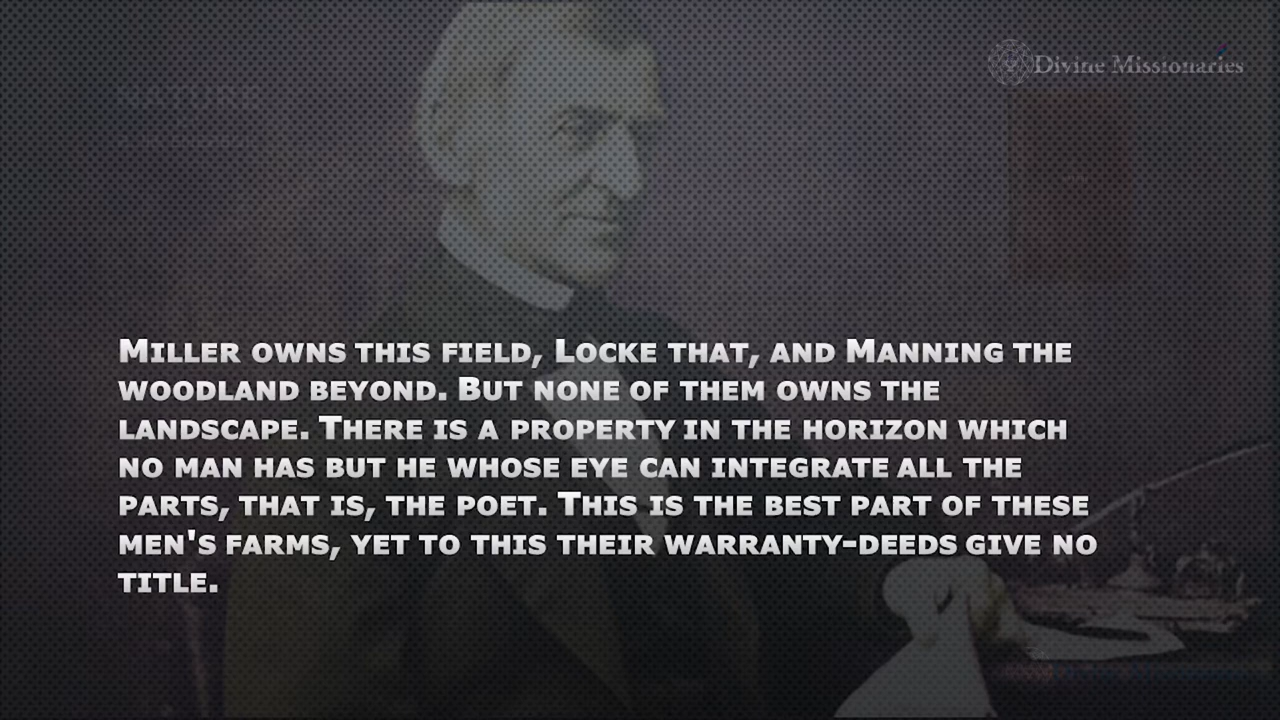 Divine Missionaries
NATURE
Miller owns this field, Locke that, and Manning the
woodland beyond. But none of them owns the
landscape. There is a property in the horizon which
no man has but he whose eye can integrate all the
parts, that is, the poet. This is the best part of these
men's farms, yet to this their warranty-deeds give no
title.